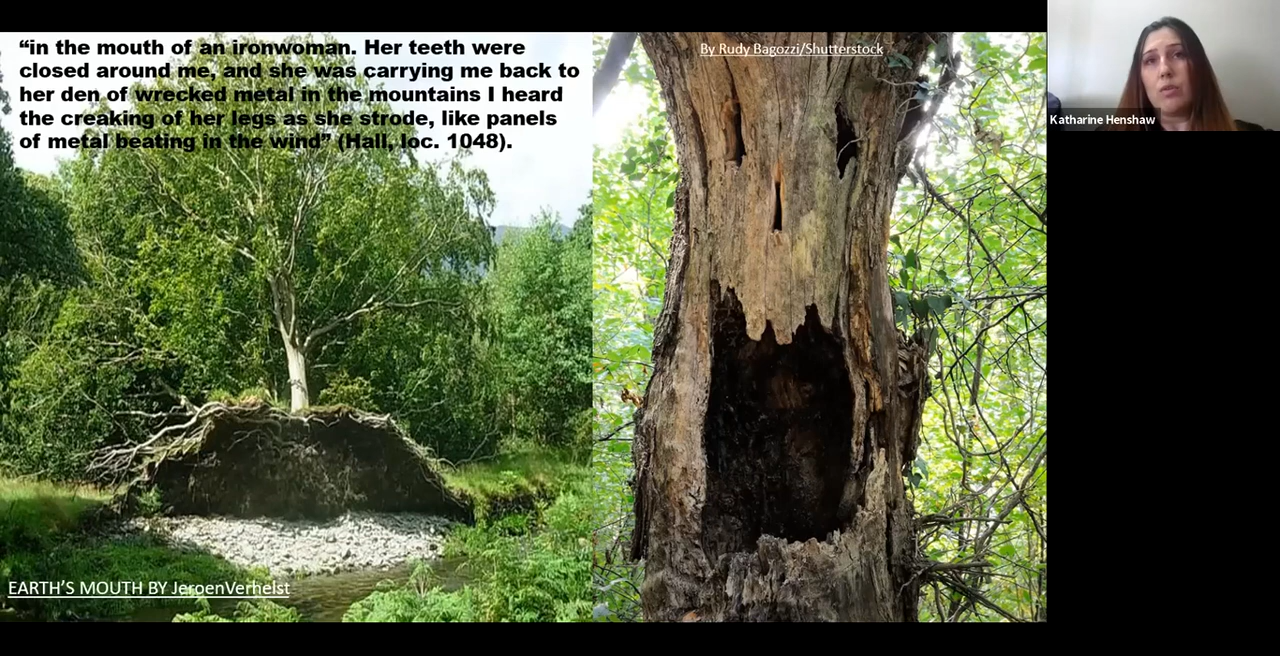 “in the mouth of an ironwoman. Her teeth were
closed around me, and she was carrying me back to
her den of wrecked metal in the mountains I heard
the creaking of her legs as she strode, like panels
of metal beating in the wind” (Hall, loc. 1048).
By Rudy Bagozzi/Shutterstock
Katharine Henshaw
EARTH’S MOUTH BY JeroenVerhelst